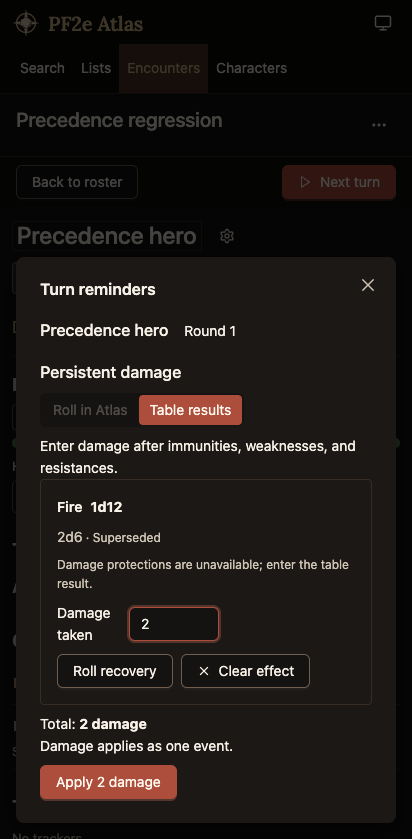 PF2e Atlas
Search Lists Encounters Characters
Precedence regression
Back to roster
Next turn
Precedence hero
Turn reminders
Precedence hero Round 1
Persistent damage
Roll in Atlas Table results
Enter damage after immunities, weaknesses, and
resistances.
Fire 1d12
2d6 · Superseded
Damage protections are unavailable; enter the table
result.
Damage
taken
2
Roll recovery
Clear effect
Total: 2 damage
Damage applies as one event.
Apply 2 damage
No trackers